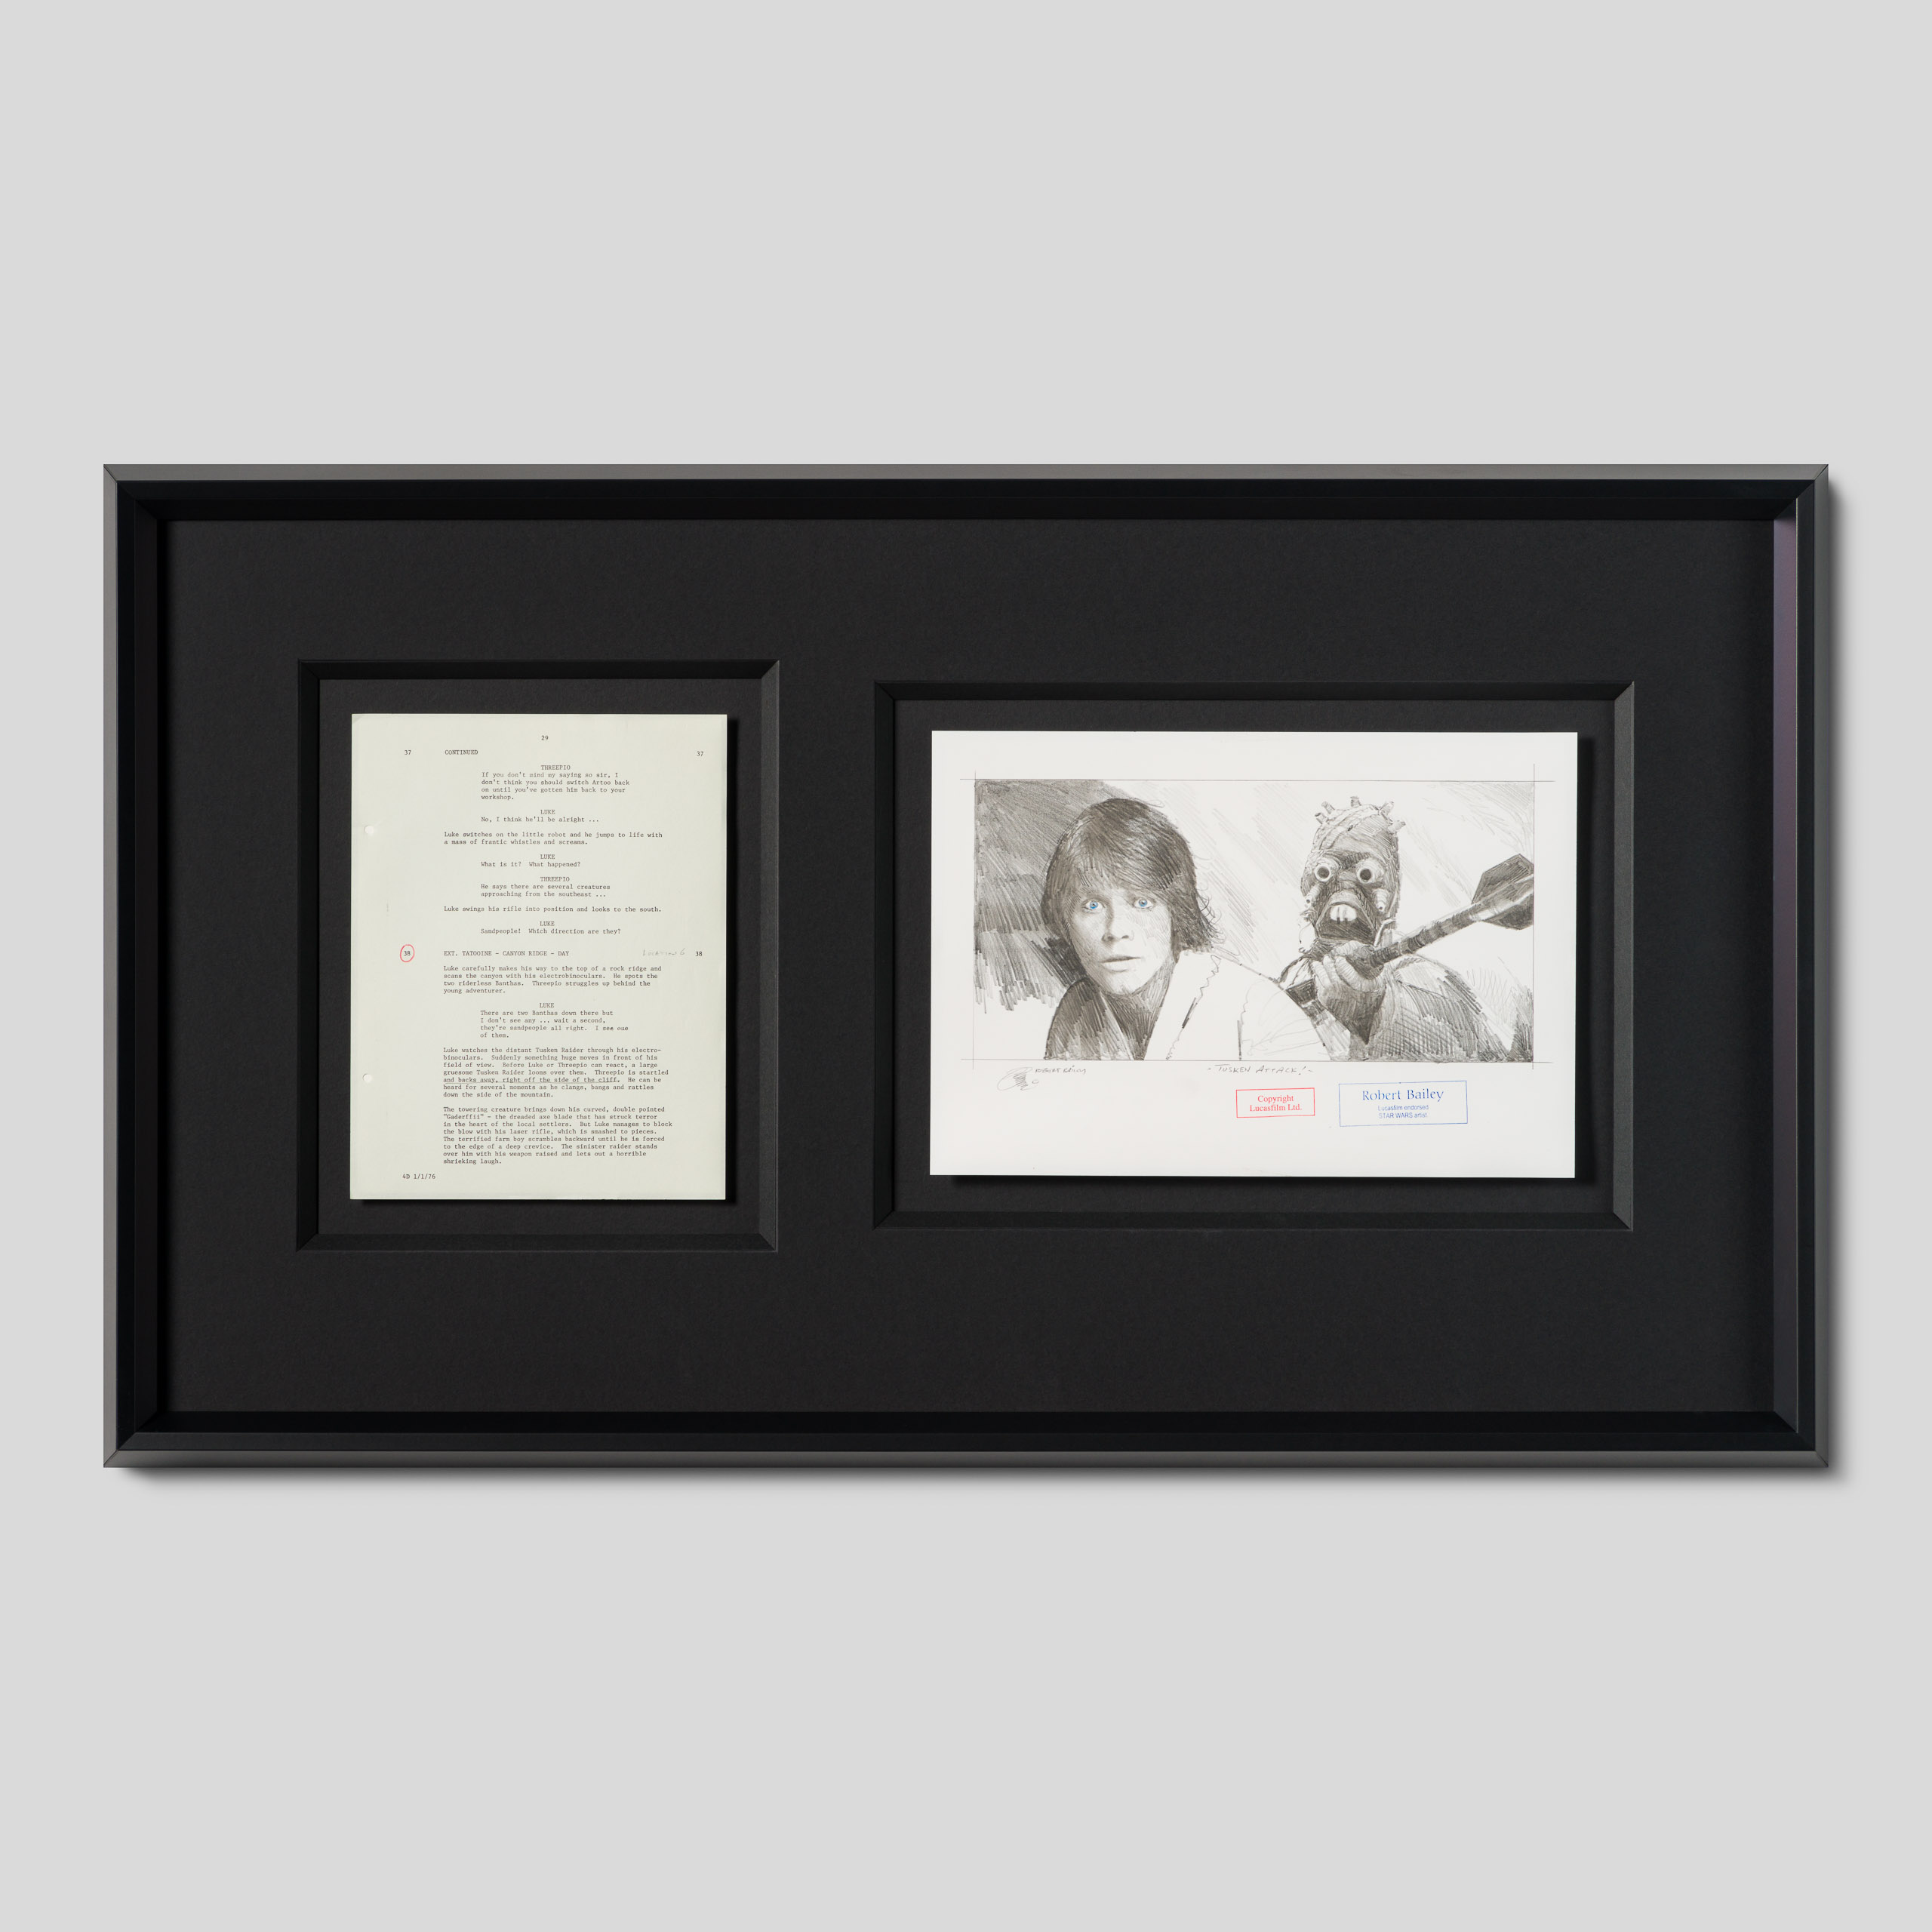 29
37 CONTINUED 37
THREEPIO
If you don't mind my saying so sir, I
don't think you should switch Artoo back
on until you've gotten him back to your
workshop.
LUKE
No, I think he'll be alright ...
Luke switches on the little robot and he jumps to life with
a mass of frantic whistles and screams.
LUKE
What is it? What happened?
THREEPIO
He says there are several creatures
approaching from the southeast ...
Luke swings his rifle into position and looks to the south.
LUKE
Sandpeople! Which direction are they?
38 EXT. TATOOINE - CANYON RIDGE - DAY 38
Luke carefully makes his way to the top of a rock ridge and
scans the canyon with his electrobinoculars. He spots the
two riderless Banthas. Threepio struggles up behind the
young adventurer.
LUKE
There are two Banthas down there but
I don't see any ... wait a second,
they're sandpeople all right. I see one
of them.
Luke watches the distant Tusken Raider through his electro-
binoculars. Suddenly something huge moves in front of his
field of view. Before Luke or Threepio can react, a large
gruesome Tusken Raider looms over them. Threepio is startled
and backs away, right off the side of the cliff. He can be
heard for several moments as he clangs, bangs and rattles
down the side of the mountain.
The towering creature brings down his curved, double pointed
"Gaderffii" - the dreaded axe blade that has struck terror
in the heart of the local settlers. But Luke manages to block
the blow with his laser rifle, which is smashed to pieces.
The terrified farm boy scrambles backward until he is forced
to the edge of a deep crevice. The sinister raider stands
over him with his weapon raised and lets out a horrible
shrieking laugh.
4D 1/1/76
- TUSKEN ATTACK! -
Copyright
Lucasfilm Ltd.
Robert Bailey
Lucasfilm endorsed
STAR WARS artist